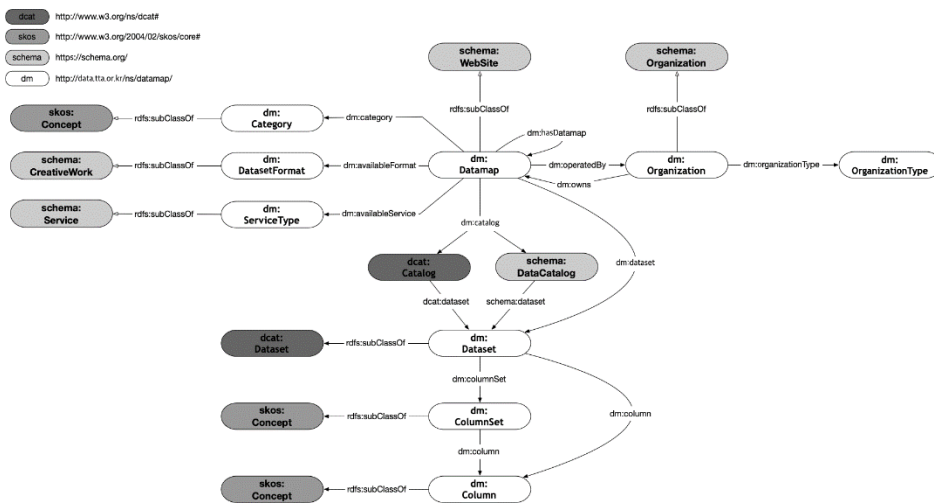 dcat http://www.w3.org/ns/dcat#
skos http://www.w3.org/2004/02/skos/core#
schema https://schema.org/
dm http://data.tta.or.kr/ns/datamap/
schema:
WebSite
schema:
Organization
rdfs:subClassOf
rdfs:subClassOf
skos:
Concept
rdfs:subClassOf
dm:
Category
dm:category
dm:hasDatamap
schema:
CreativeWork
rdfs:subClassOf
dm:
DatasetFormat
dm:availableFormat
dm:
Datamap
dm:operatedBy
dm:owns
dm:
Organization
dm:organizationType
dm:
OrganizationType
schema:
Service
rdfs:subClassOf
dm:
ServiceType
dm:availableService
dm:catalog
dcat:
Catalog
schema:
DataCatalog
dm:dataset
dcat:dataset
schema:dataset
dcat:
Dataset
rdfs:subClassOf
dm:
Dataset
dm:columnSet
skos:
Concept
rdfs:subClassOf
dm:
ColumnSet
dm:column
dm:column
skos:
Concept
rdfs:subClassOf
dm:
Column